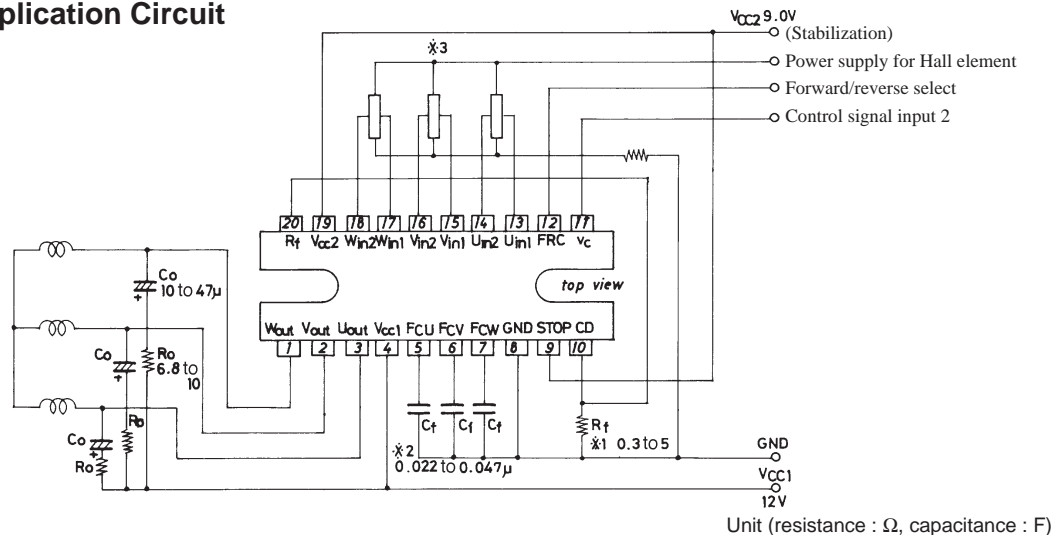 plication Circuit
VCC2 9.0V
(Stabilization)
※3
Power supply for Hall element
Forward/reverse select
Control signal input 2
20 19 18 17 16 15 14 13 12 11
Rf Vcc2 Win2 Win1 Vin2 Vin1 Uin2 Uin1 FRC Vc
top view
Co
10 to 47μ
Wout Vout Uout Vcc1 FCU FCV FCW GND STOP CD
1 2 3 4 5 6 7 8 9 10
Co
Ro
6.8 to
10
Co
Ro
Ro
Cf Cf Cf
Rf
※1 0.3 to 5
※2
0.022 to 0.047μ
GND
VCC1
12V
Unit (resistance : Ω, capacitance : F)